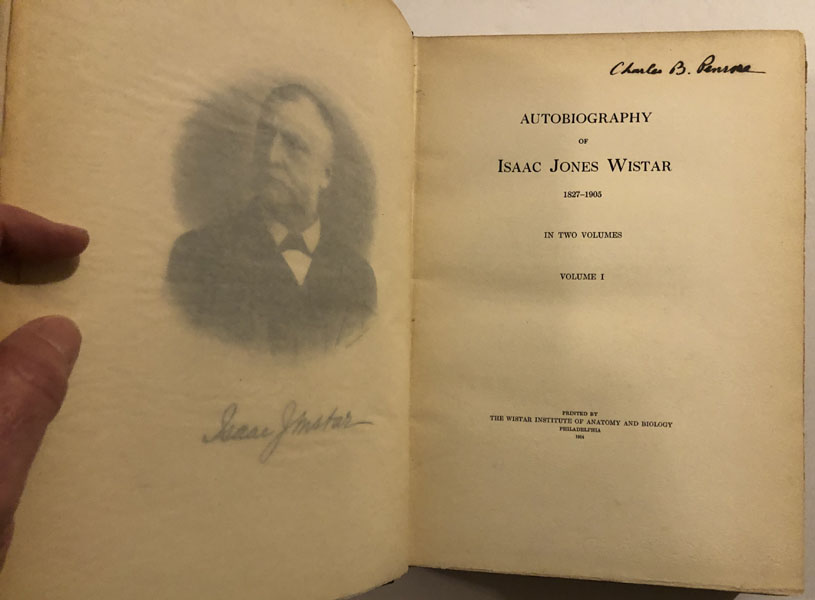 Isaac J Wistar
Charles B. Penrose
AUTOBIOGRAPHY
OF
ISAAC JONES WISTAR
1827–1905
IN TWO VOLUMES
VOLUME I
PRINTED BY
THE WISTAR INSTITUTE OF ANATOMY AND BIOLOGY
PHILADELPHIA
1914